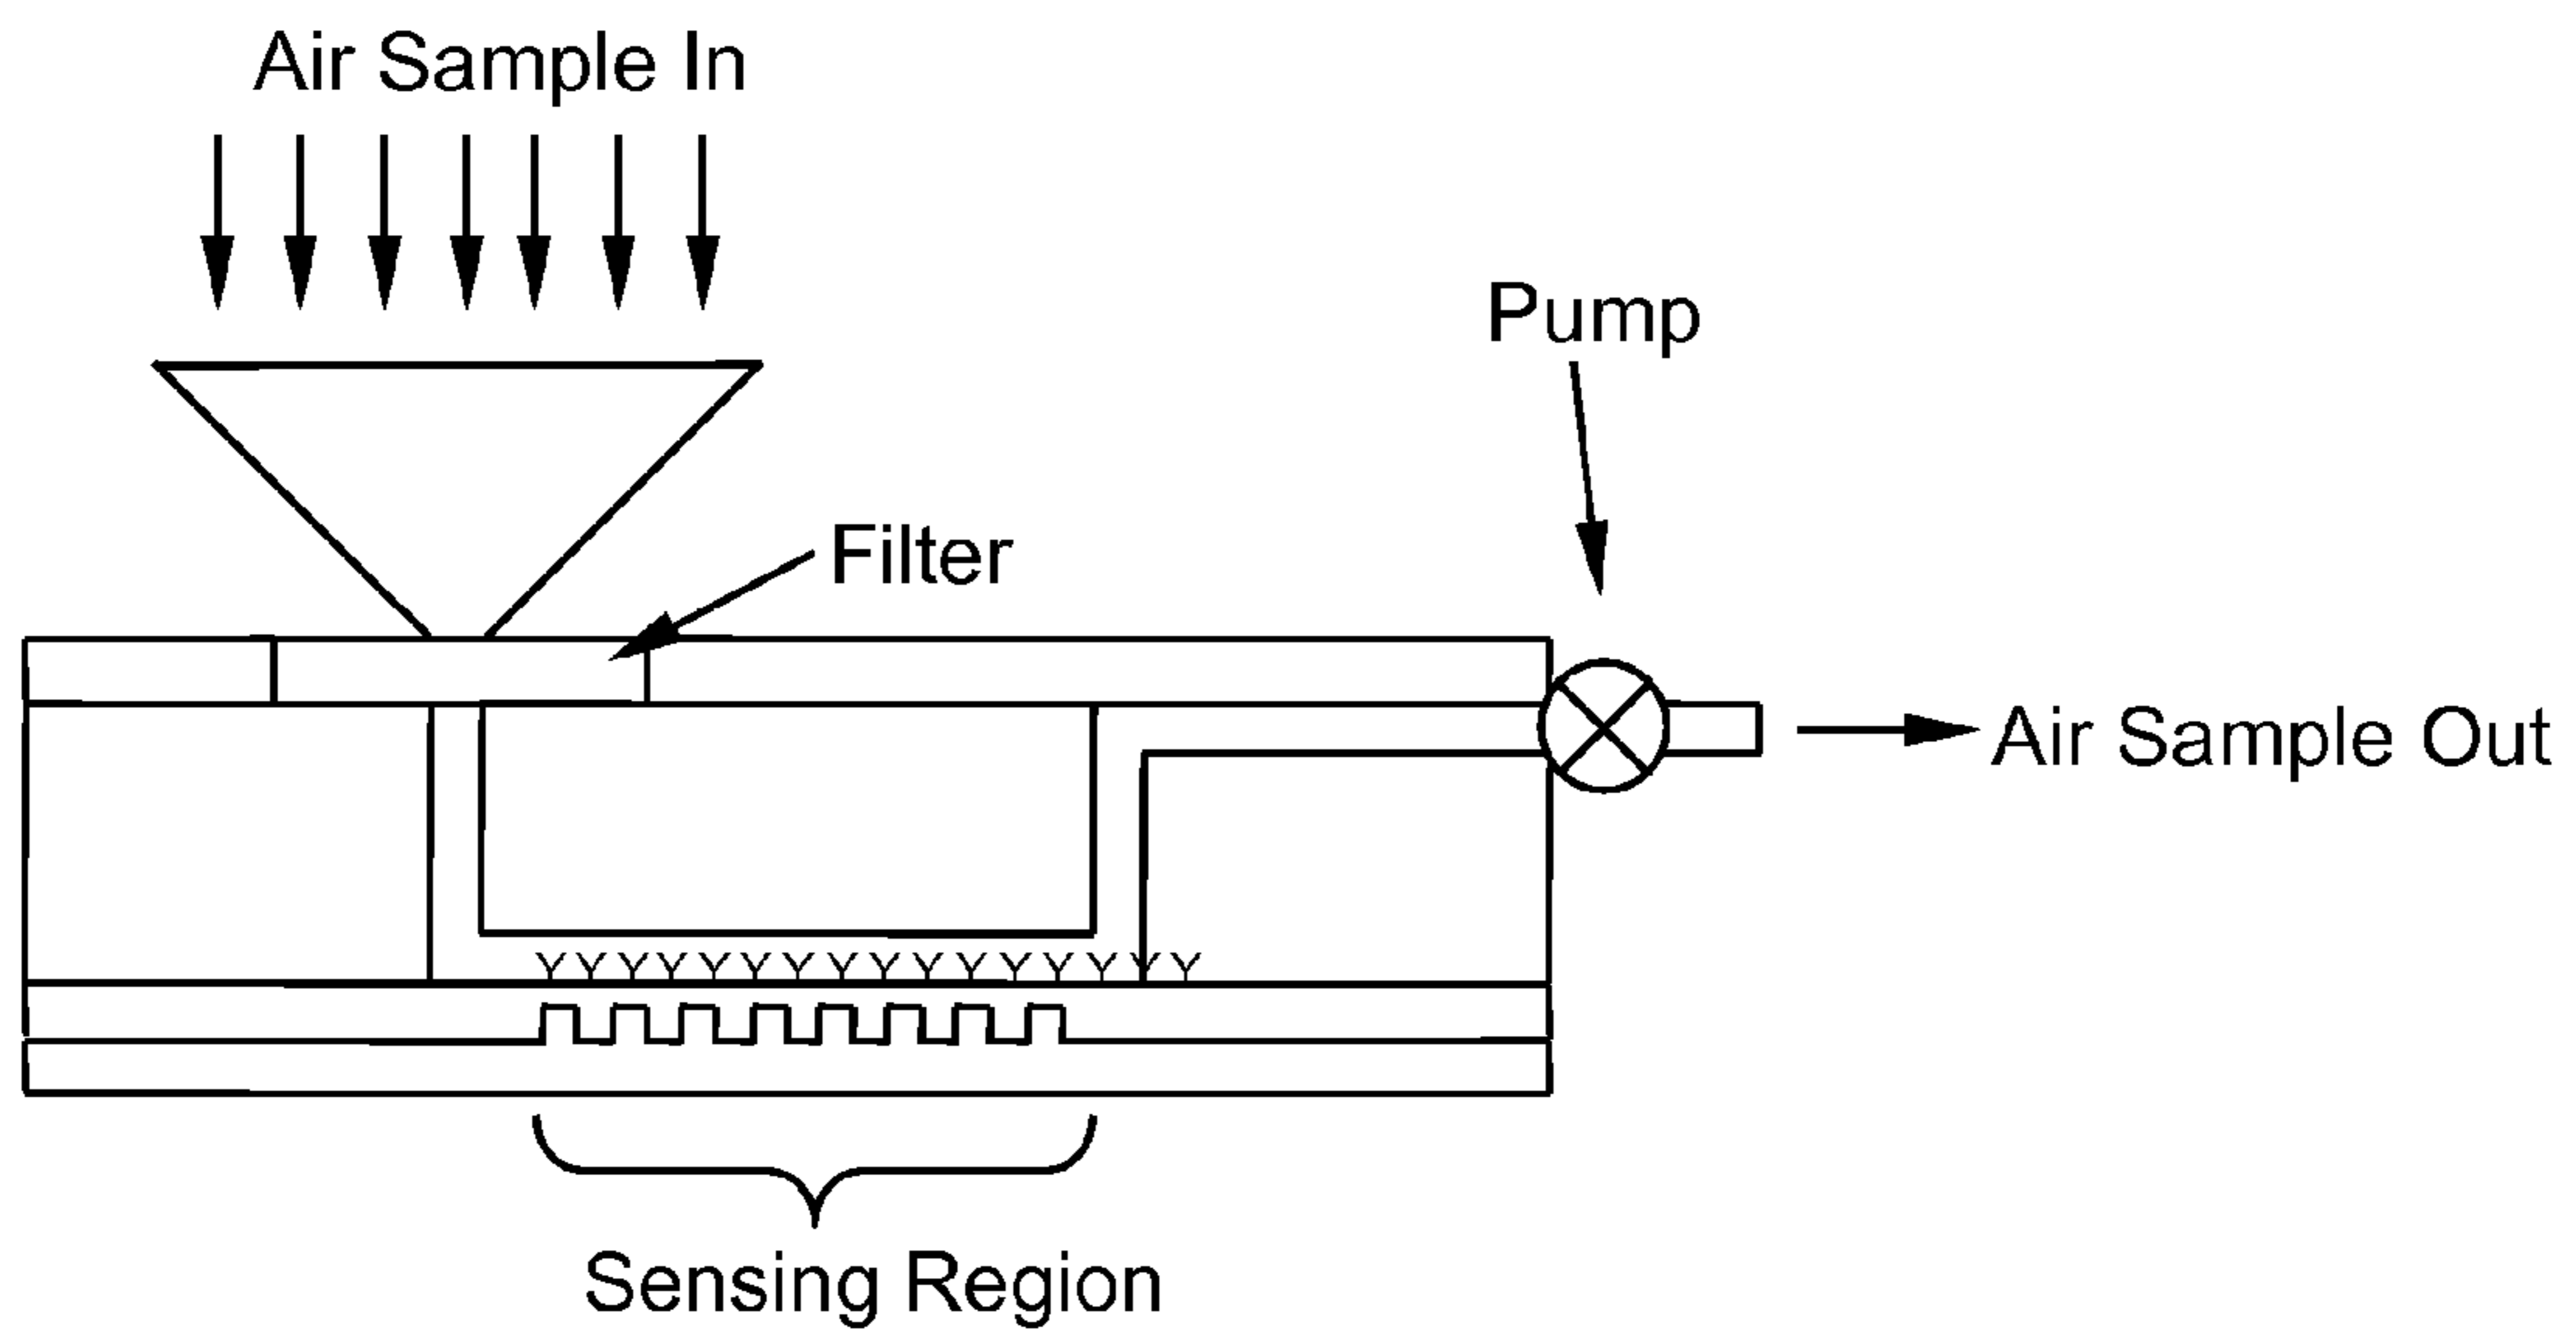 Air Sample In
Pump
Filter
Air Sample Out
Sensing Region